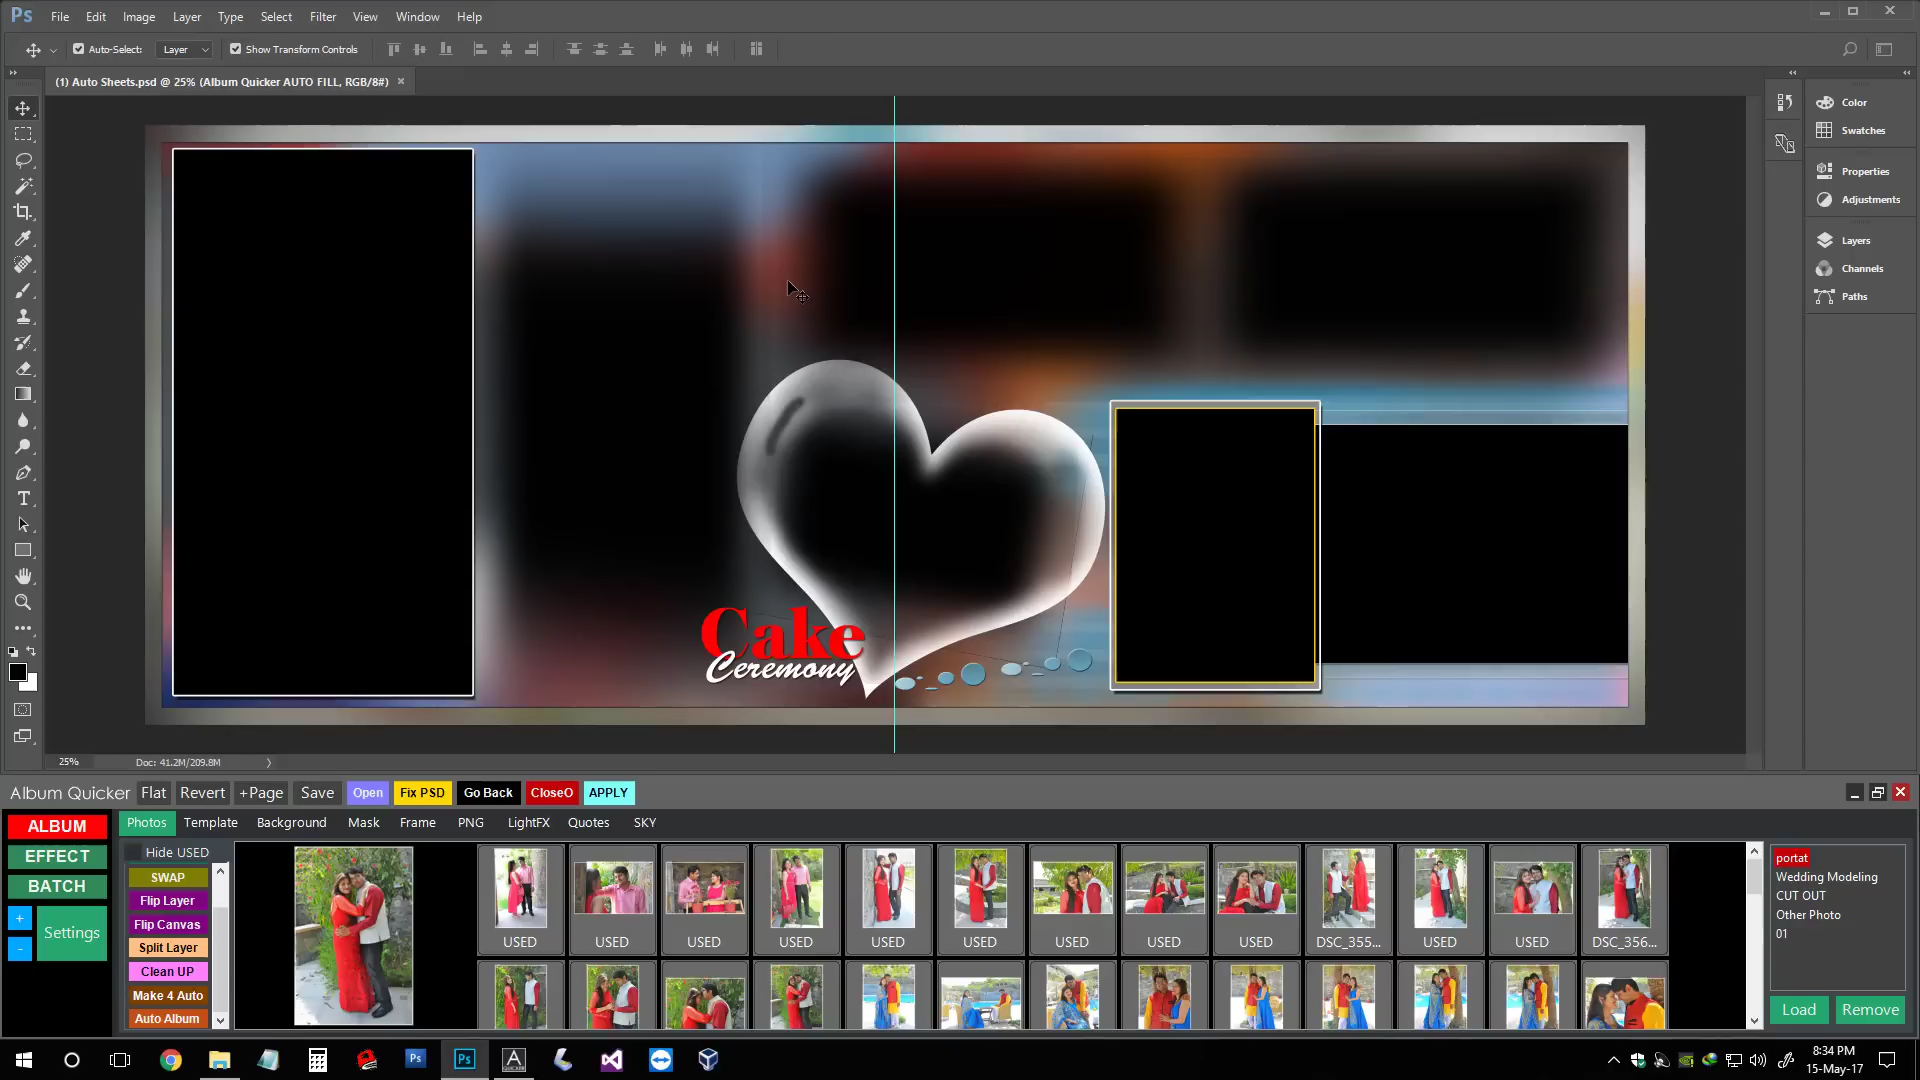 Ps File Edit Image Layer Type Select Filter View Window Help
Auto-Select: Layer Show Transform Controls
(1) Auto Sheets.psd @ 25% (Album Quicker AUTO FILL, RGB/8#) ×
Color
Swatches
Properties
Adjustments
Layers
Channels
Paths
Cake
Ceremony
25% Doc: 41.2M/209.8M
Album Quicker Flat Revert +Page Save Open Fix PSD Go Back CloseO APPLY
ALBUM Photos Template Background Mask Frame PNG LightFX Quotes SKY
EFFECT
BATCH
+
-
Settings
Hide USED
SWAP
Flip Layer
Flip Canvas
Split Layer
Clean UP
Make 4 Auto
Auto Album
USED USED USED USED USED USED USED USED USED DSC_355... USED USED DSC_356...
portat
Wedding Modeling
CUT OUT
Other Photo
01
Load Remove
Ps Ps A QUICKER
8:34 PM
15-May-17